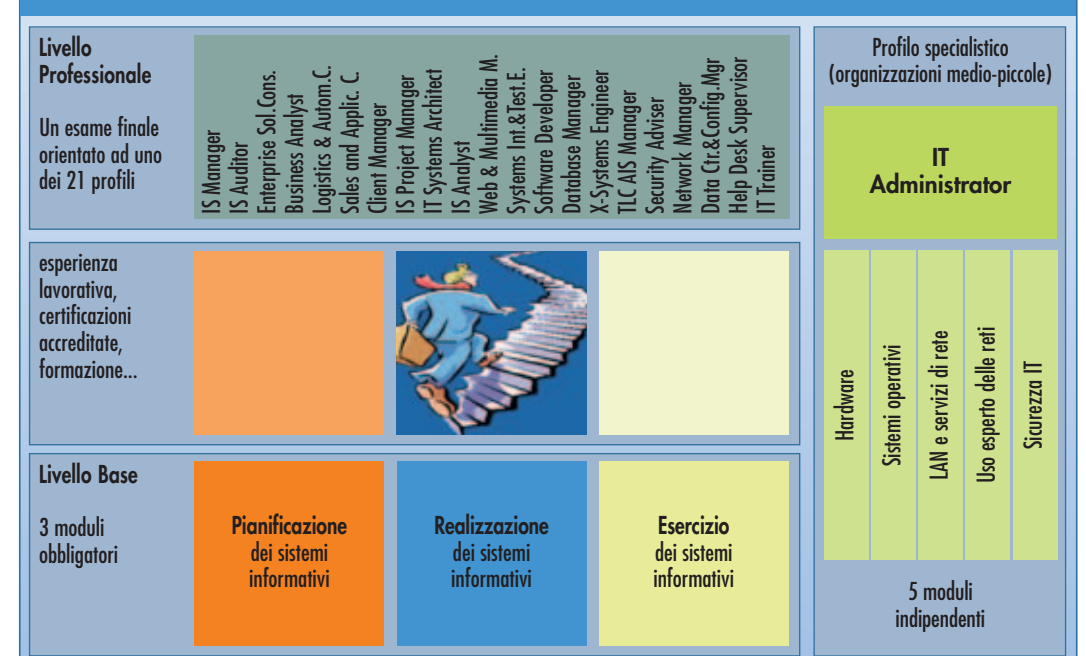 Livello
Professionale
Un esame finale
orientato ad uno
dei 21 profili
IS Manager
IS Auditor
Enterprise Sol.Cons.
Business Analyst
Logistics & Autom.C.
Sales and Applic. C.
Client Manager
IS Project Manager
IT Systems Architect
IS Analyst
Web & Multimedia M.
Systems Int.&Test.E.
Software Developer
Database Manager
X-Systems Engineer
TLC AIS Manager
Security Adviser
Network Manager
Data Ctr.&Config.Mgr
Help Desk Supervisor
IT Trainer
esperienza
lavorativa,
certificazioni
accreditate,
formazione...
Livello Base
3 moduli
obbligatori
Pianificazione
dei sistemi
informativi
Realizzazione
dei sistemi
informativi
Esercizio
dei sistemi
informativi
Profilo specialistico
(organizzazioni medio-piccole)
IT
Administrator
Hardware
Sistemi operativi
LAN e servizi di rete
Uso esperto delle reti
Sicurezza IT
5 moduli
indipendenti